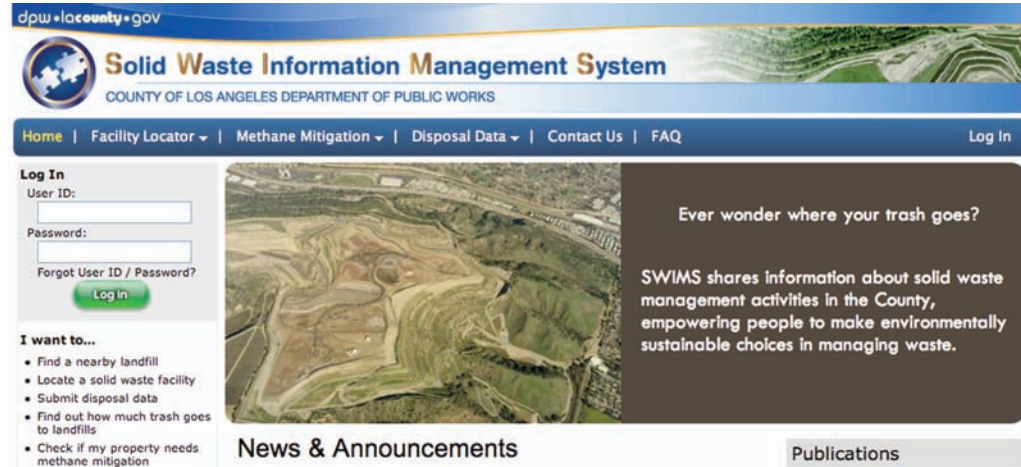 dpw•lacounty•gov
Solid Waste Information Management System
COUNTY OF LOS ANGELES DEPARTMENT OF PUBLIC WORKS
Home | Facility Locator | Methane Mitigation | Disposal Data | Contact Us | FAQ Log In
Log In
User ID:
Password:
Forgot User ID / Password?
Log In
I want to...
• Find a nearby landfill
• Locate a solid waste facility
• Submit disposal data
• Find out how much trash goes
to landfills
• Check if my property needs
methane mitigation
Ever wonder where your trash goes?
SWIMS shares information about solid waste
management activities in the County,
empowering people to make environmentally
sustainable choices in managing waste.
News & Announcements
Publications